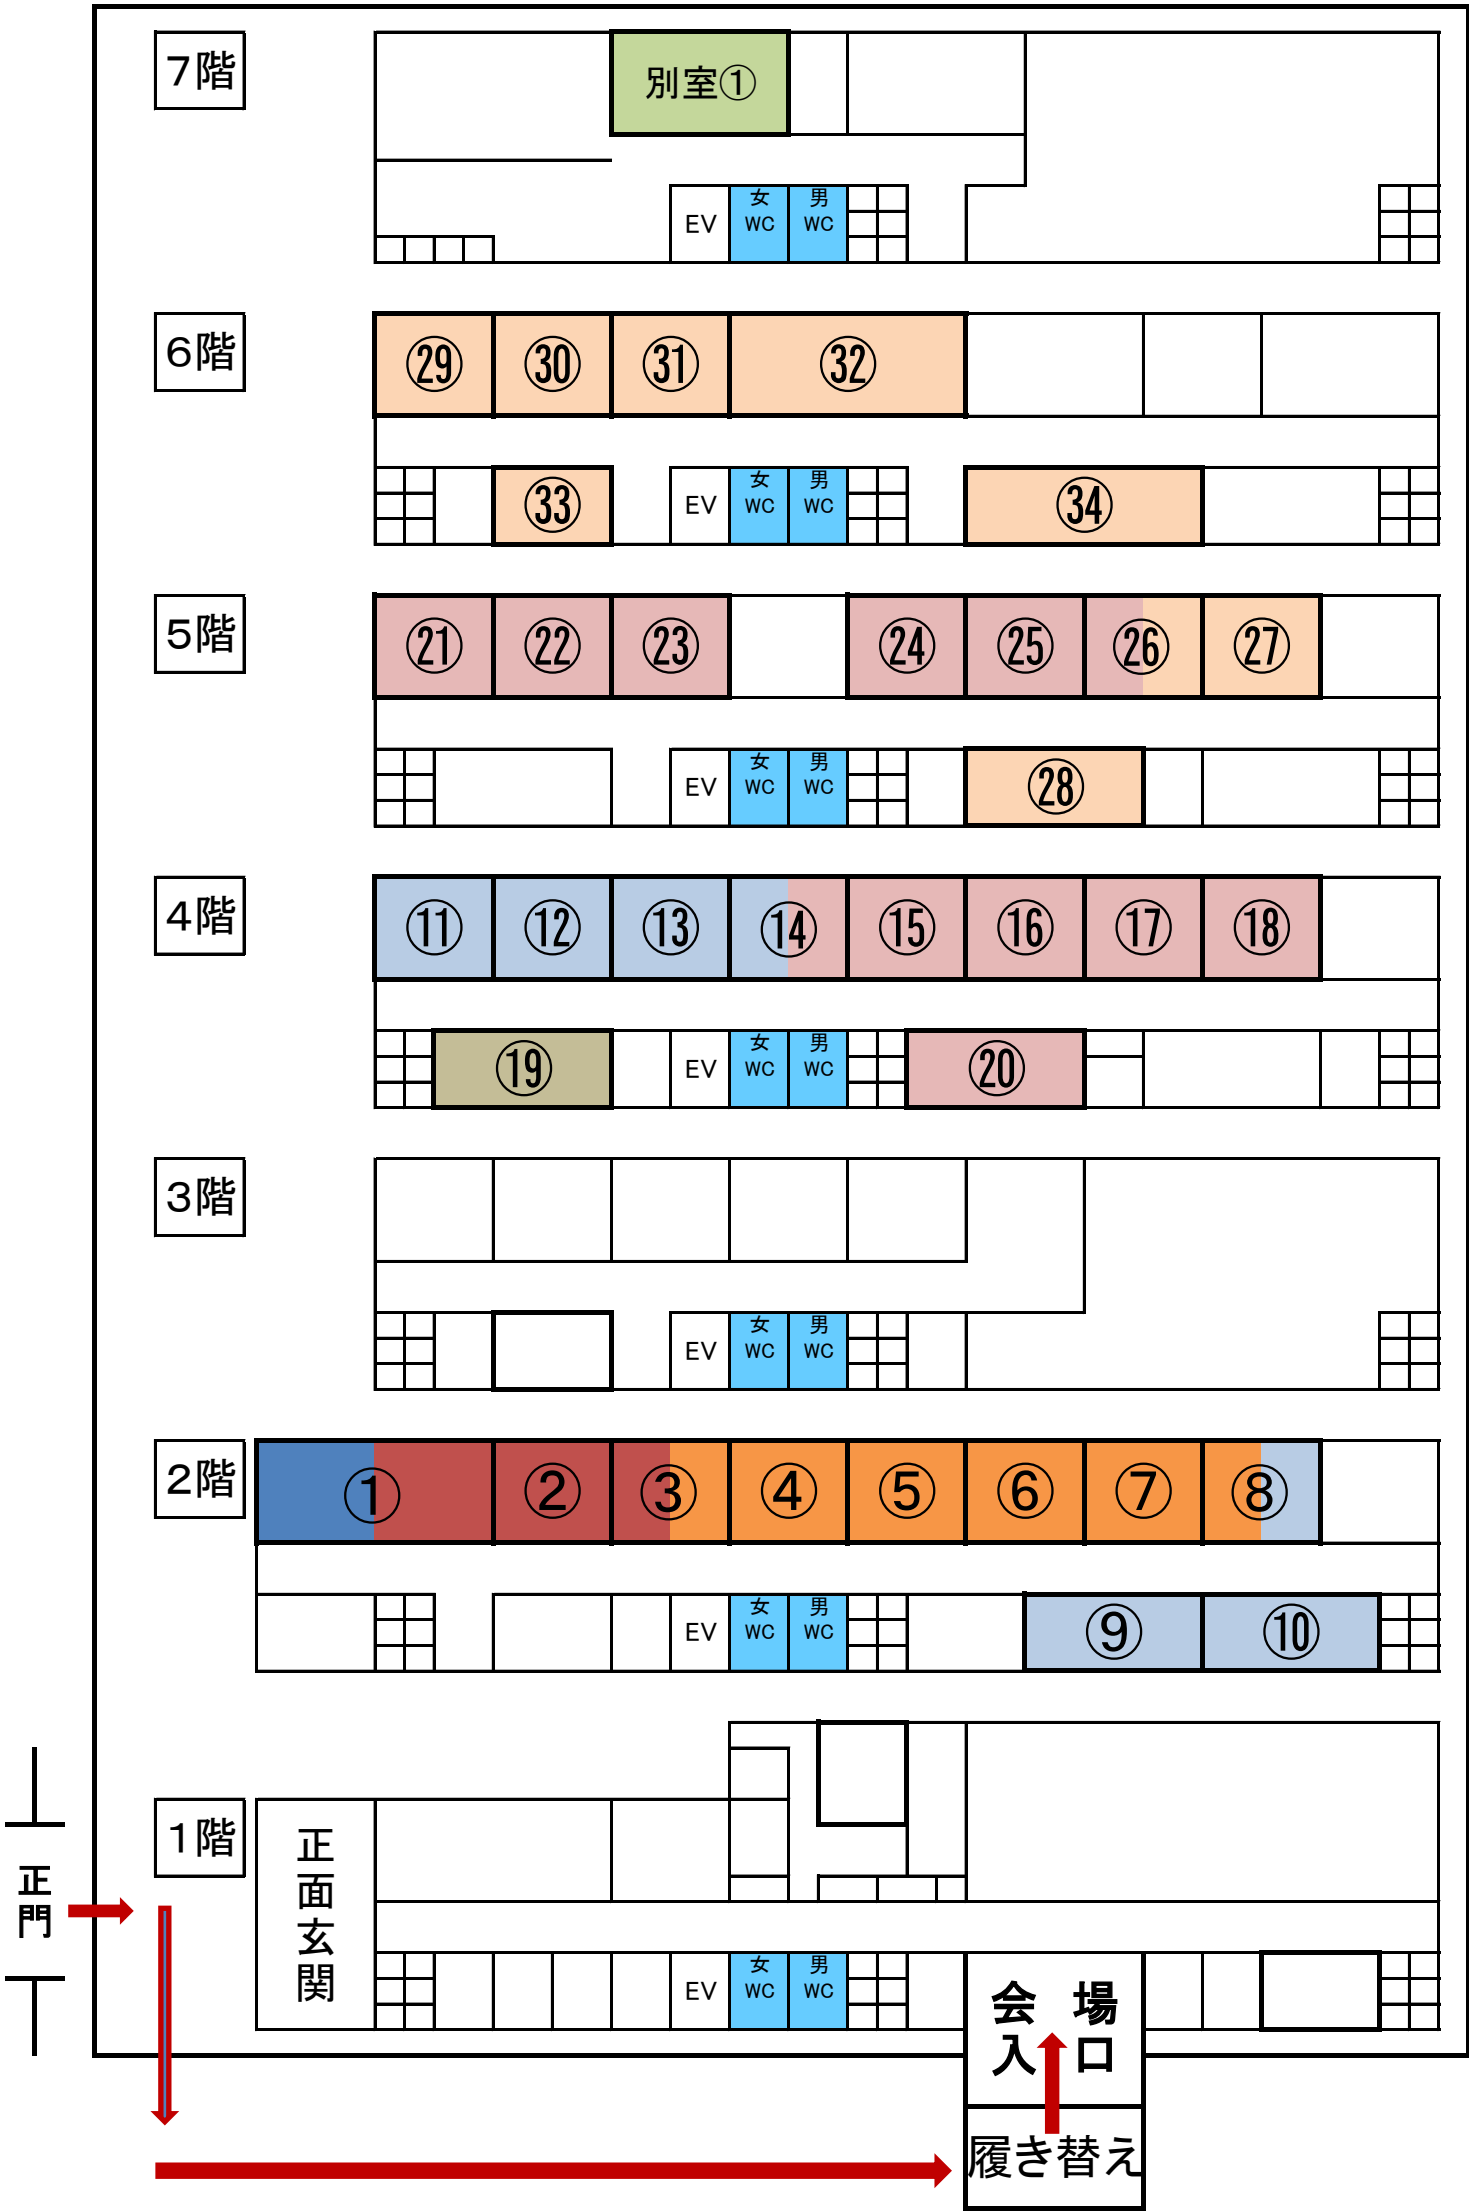 7階
別室①
EV
女
WC
男
WC
6階
㉙
㉚
㉛
㉜
㉝
EV
女
WC
男
WC
㉞
5階
㉑
㉒
㉓
㉔
㉕
㉖
㉗
EV
女
WC
男
WC
㉘
4階
⑪
⑫
⑬
⑭
⑮
⑯
⑰
⑱
⑲
EV
女
WC
男
WC
⑳
3階
EV
女
WC
男
WC
2階
①
②
③
④
⑤
⑥
⑦
⑧
EV
女
WC
男
WC
⑨
⑩
1階
正面玄関
正門
EV
女
WC
男
WC
会場
入口
履き替え